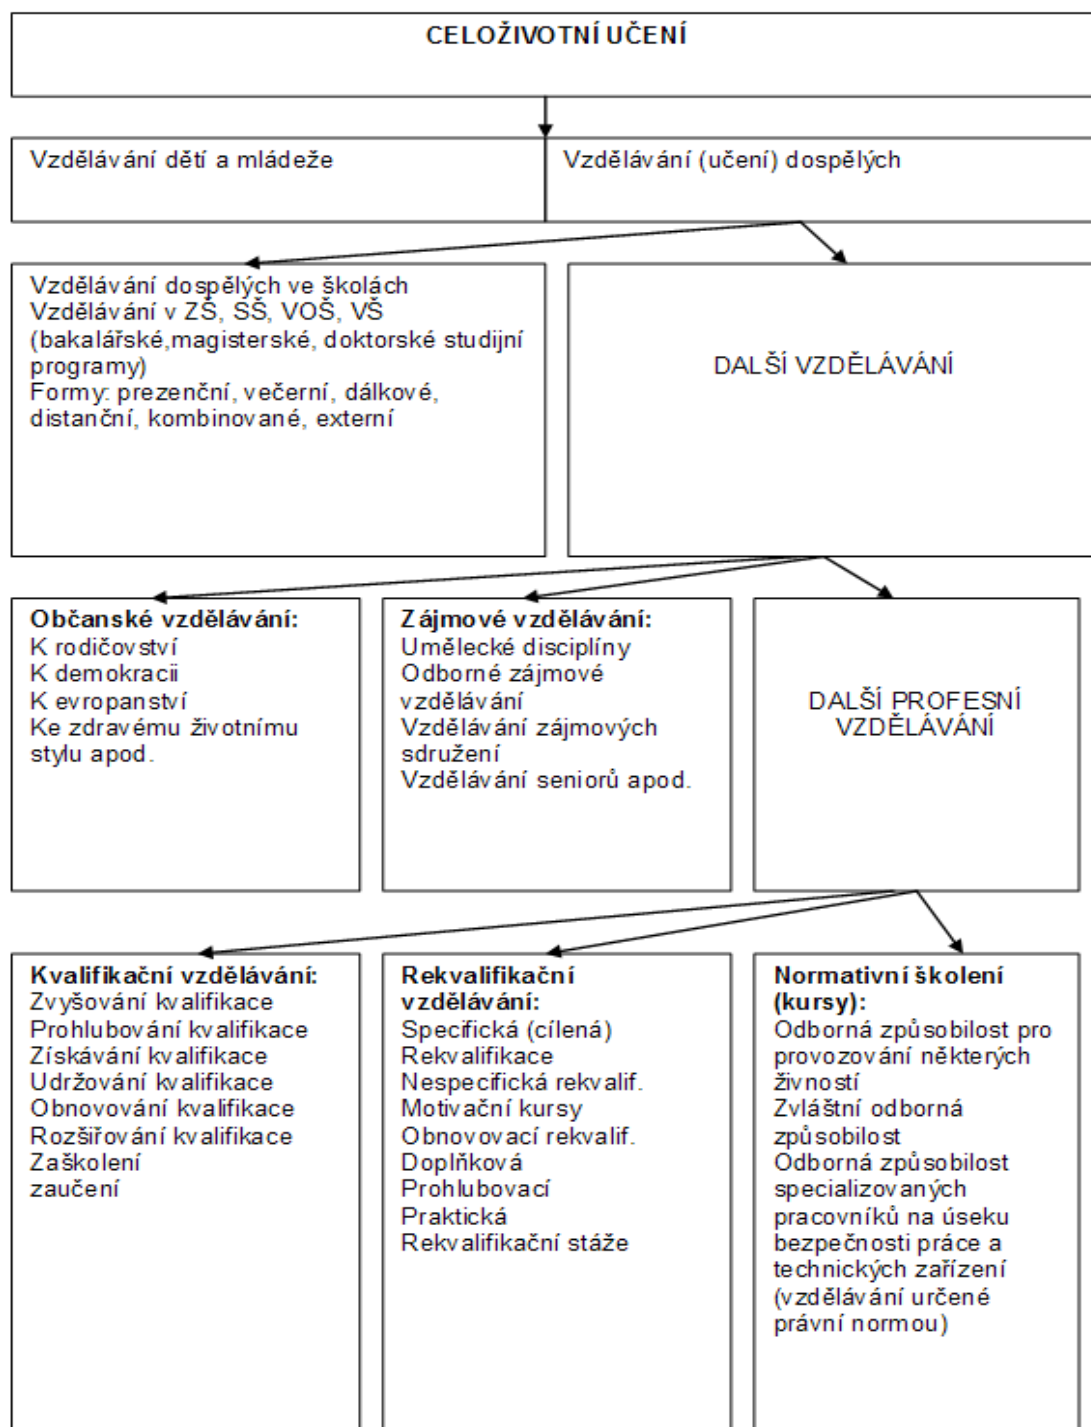 CELOŽIVOTNÍ UČENÍ
Vzdělávání dětí a mládeže
Vzdělávání (učení) dospělých
Vzdělávání dospělých ve školách
Vzdělávání v ZŠ, SŠ, VOŠ, VŠ
(bakalářské,magisterské, doktorské studijní
programy)
Formy: prezenční, večerní, dálkové,
distanční, kombinované, externí
DALŠÍ VZDĚLÁVÁNÍ
Občanské vzdělávání:
K rodičovství
K demokracii
K evropanství
Ke zdravému životnímu
stylu apod.
Zájmové vzdělávání:
Umělecké disciplíny
Odborné zájmové
vzdělávání
Vzdělávání zájmových
sdružení
Vzdělávání seniorů apod.
DALŠÍ PROFESNÍ
VZDĚLÁVÁNÍ
Kvalifikační vzdělávání:
Zvyšování kvalifikace
Prohlubování kvalifikace
Získávání kvalifikace
Udržování kvalifikace
Obnovování kvalifikace
Rozšiřování kvalifikace
Zaškolení
zaučení
Rekvalifikační
vzdělávání:
Specifická (cílená)
Rekvalifikace
Nespecifická rekvalif.
Motivační kursy
Obnovovací rekvalif.
Doplňková
Prohlubovací
Praktická
Rekvalifikační stáže
Normativní školení
(kursy):
Odborná způsobilost pro
provozování některých
živností
Zvláštní odborná
způsobilost
Odborná způsobilost
specializovaných
pracovníků na úseku
bezpečnosti práce a
technických zařízení
(vzdělávání určené
právní normou)